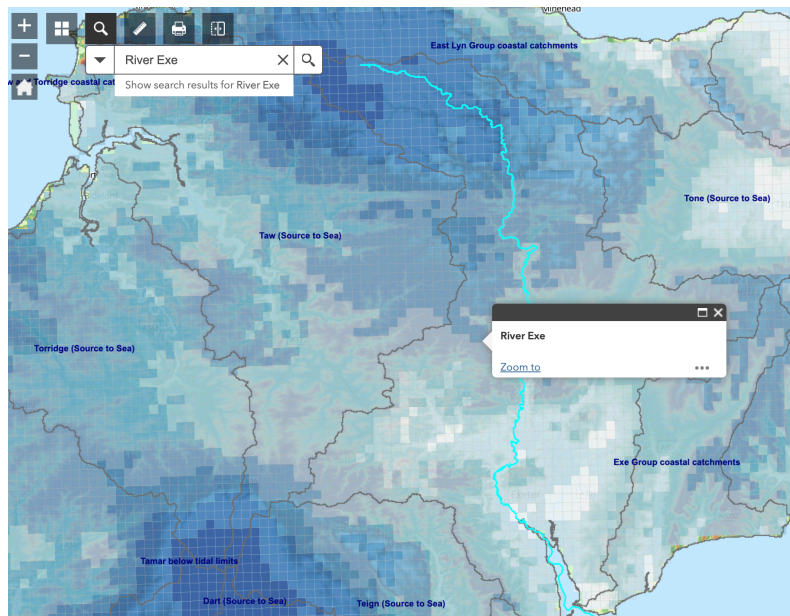 Minehead
East Lyn Group coastal catchments
River Exe
Show search results for River Exe
w and Torridge coastal cat
Tone (Source to Sea)
Taw (Source to Sea)
River Exe
Zoom to
Torridge (Source to Sea)
Exe Group coastal catchments
Tamar below tidal limits
Dart (Source to Sea)
Teign (Source to Sea)